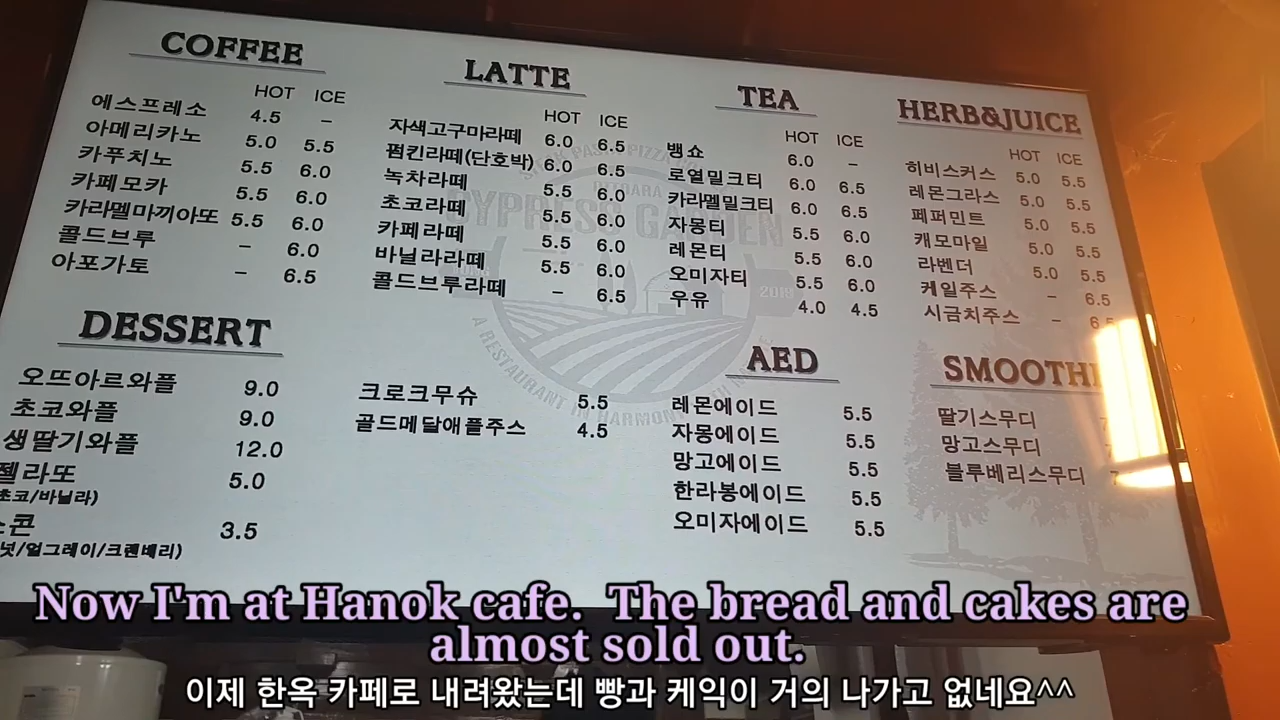 COFFEE
HOT ICE
에스프레소 4.5 –
아메리카노 5.0 5.5
카푸치노 5.5 6.0
카페모카 5.5 6.0
카라멜마끼아또 5.5 6.0
콜드브루 – 6.0
아포가토 – 6.5
LATTE
HOT ICE
자색고구마라떼 6.0 6.5
펌킨라떼(단호박) 6.0 6.5
녹차라떼 5.5 6.0
초코라떼 5.5 6.0
카페라떼 5.5 6.0
바닐라라떼 5.5 6.0
콜드브루라떼 – 6.5
TEA
HOT ICE
뱅쇼 6.0 –
로열밀크티 6.0 6.5
카라멜밀크티 6.0 6.5
자몽티 5.5 6.0
레몬티 5.5 6.0
오미자티 5.5 6.0
우유 4.0 4.5
HERB&JUICE
HOT ICE
히비스커스 5.0 5.5
레몬그라스 5.0 5.5
페퍼민트 5.0 5.5
캐모마일 5.0 5.5
라벤더 5.0 5.5
케일주스 – 6.5
시금치주스 – 6.5
DESSERT
오뜨아르와플 9.0
초코와플 9.0
생딸기와플 12.0
젤라또 5.0
초코/바닐라)
콘 3.5
넛/얼그레이/크랜베리)
크로크무슈 5.5
골드메달애플주스 4.5
AED
레몬에이드 5.5
자몽에이드 5.5
망고에이드 5.5
한라봉에이드 5.5
오미자에이드 5.5
SMOOTHI
딸기스무디
망고스무디
블루베리스무디 7
CYPRESS GARDEN
2019
A RESTAURANT IN HARMONY
Now I'm at Hanok cafe. The bread and cakes are
almost sold out.
이제 한옥 카페로 내려왔는데 빵과 케익이 거의 나가고 없네요^^